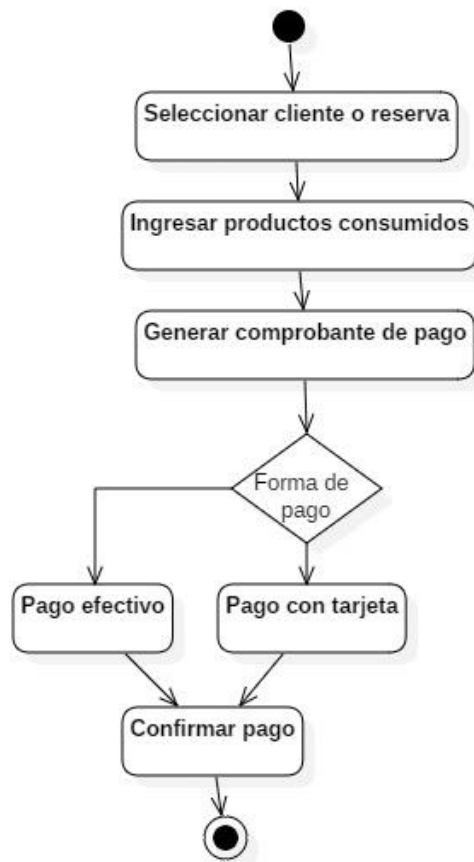 Seleccionar cliente o reserva
Ingresar productos consumidos
Generar comprobante de pago
Forma de
pago
Pago efectivo
Pago con tarjeta
Confirmar pago